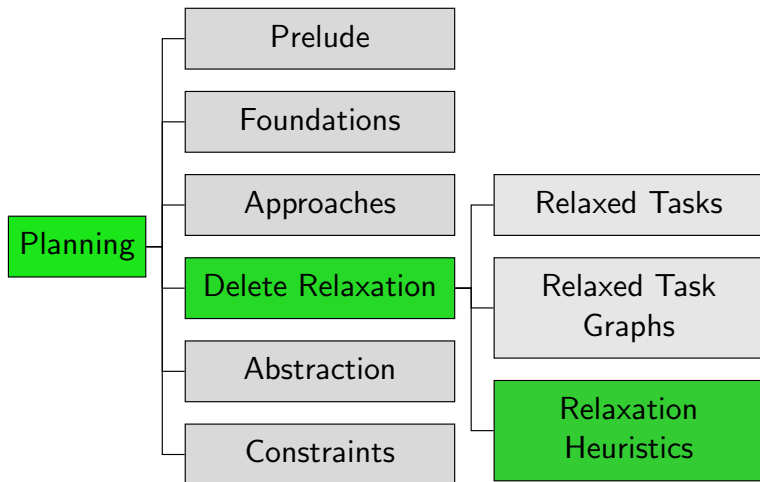 Prelude
Foundations
Approaches
Planning
Delete Relaxation
Abstraction
Constraints
Relaxed Tasks
Relaxed Task
Graphs
Relaxation
Heuristics